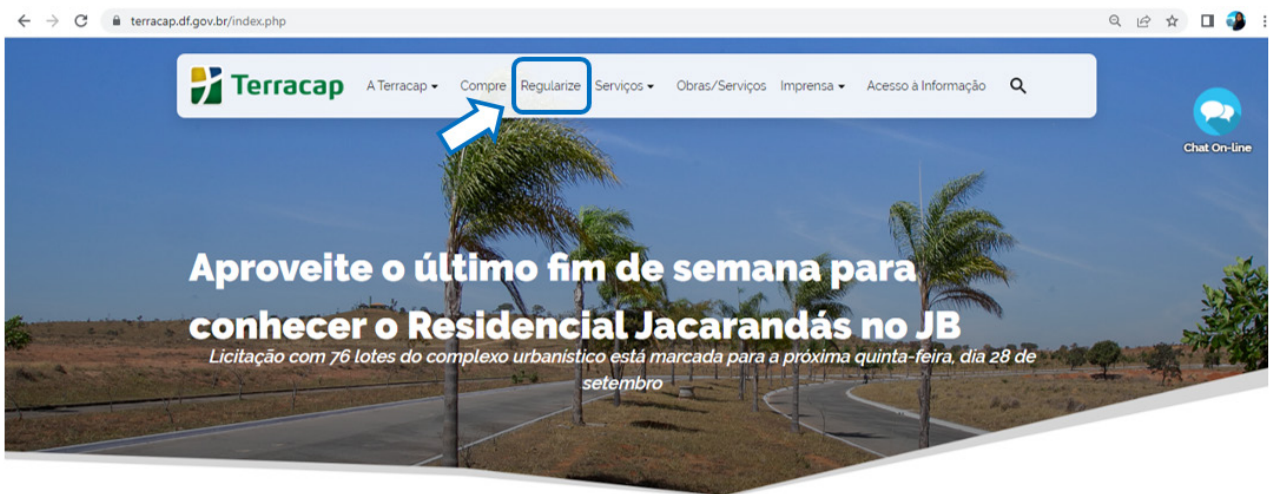 terracap.df.gov.br/index.php
Terracap A Terracap Compre Regularize Serviços Obras/Serviços Imprensa Acesso à Informação
Chat On-line
Aproveite o último fim de semana para
conhecer o Residencial Jacarandás no JB
Licitação com 76 lotes do complexo urbanístico está marcada para a próxima quinta-feira, dia 28 de
setembro